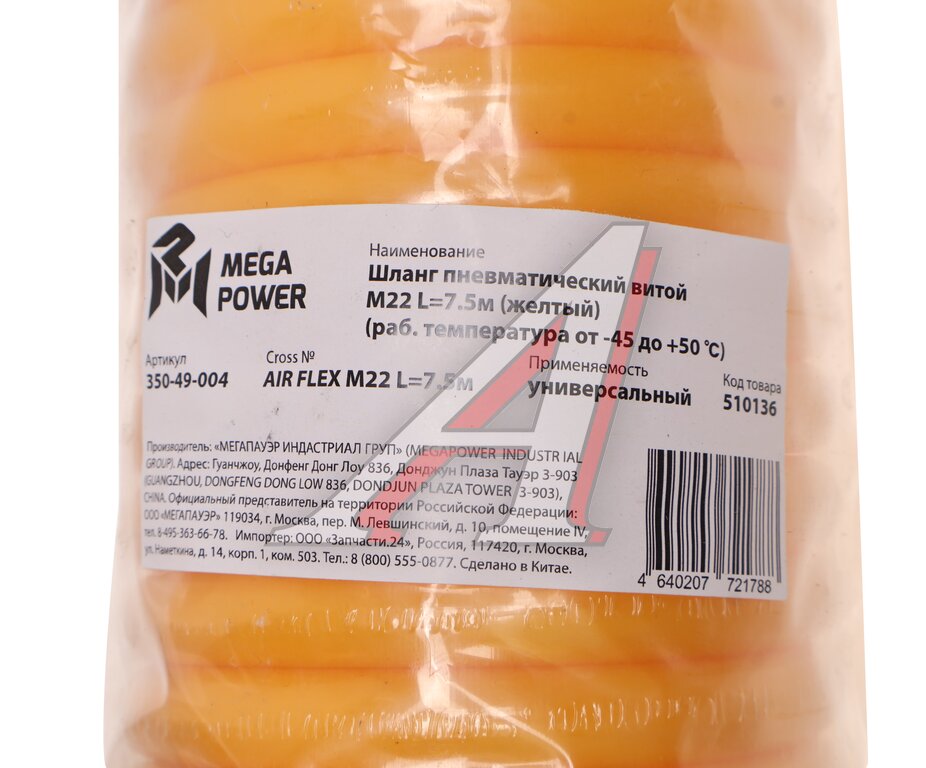 MEGA
POWER
Наименование
Шланг пневматический витой
M22 L=7.5м (желтый)
(раб. температура от -45 до +50 °C)
Артикул
350-49-004
Cross №
AIR FLEX M22 L=7.5м
Применяемость
универсальный
Код товара
510136
Производитель: «МЕГАПАУЭР ИНДАСТРИАЛ ГРУП» (MEGAPOWER INDUSTRIAL
GROUP). Адрес: Гуанчжоу, Донфенг Донг Лоу 836, Донджун Плаза Тауэр 3-903
(GUANGZHOU, DONGFENG DONG LOW 836, DONDJUN PLAZA TOWER 3-903),
CHINA. Официальный представитель на территории Российской Федерации:
ООО «МЕГАПАУЭР» 119034, г. Москва, пер. М. Левшинский, д. 10, Помещение IV,
тел. 8-495-363-66-78. Импортер: ООО «Запчасти.24», Россия, 117420, г. Москва,
ул. Наметкина, д. 14, корп. 1, ком. 503. Тел.: 8 (800) 555-0877. Сделано в Китае.
4 640207 721788